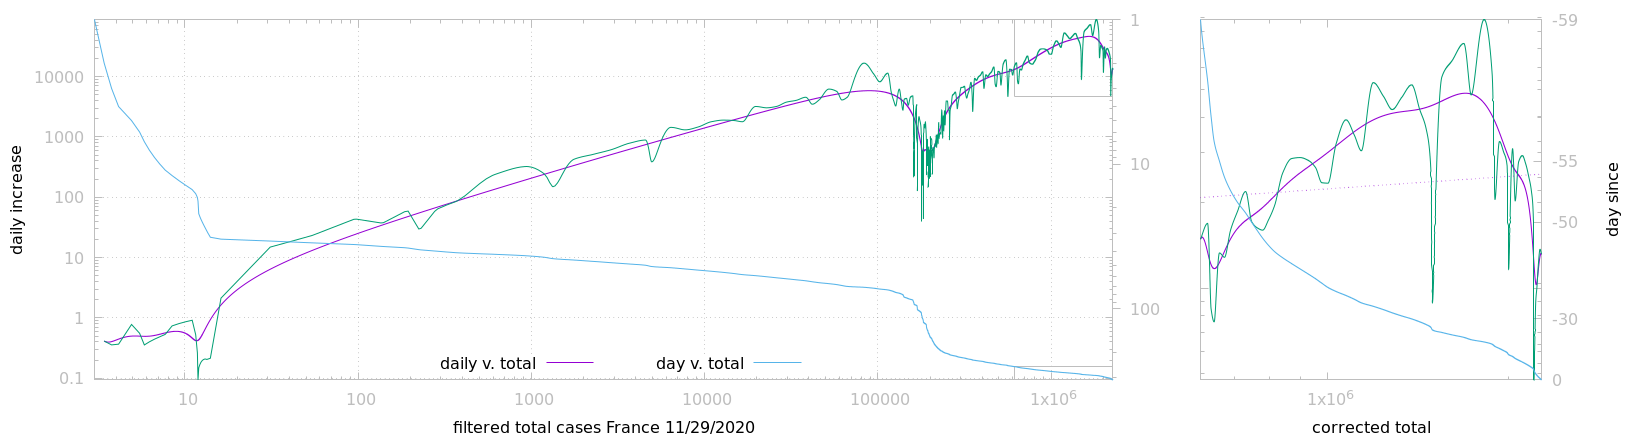 daily increase
10000
1000
100
10
1
0.1
10
100
1000
10000
100000
1x10⁶
1
10
100
daily v. total
day v. total
filtered total cases France 11/29/2020
-59
-55
-50
-30
0
day since
1x10⁶
corrected total